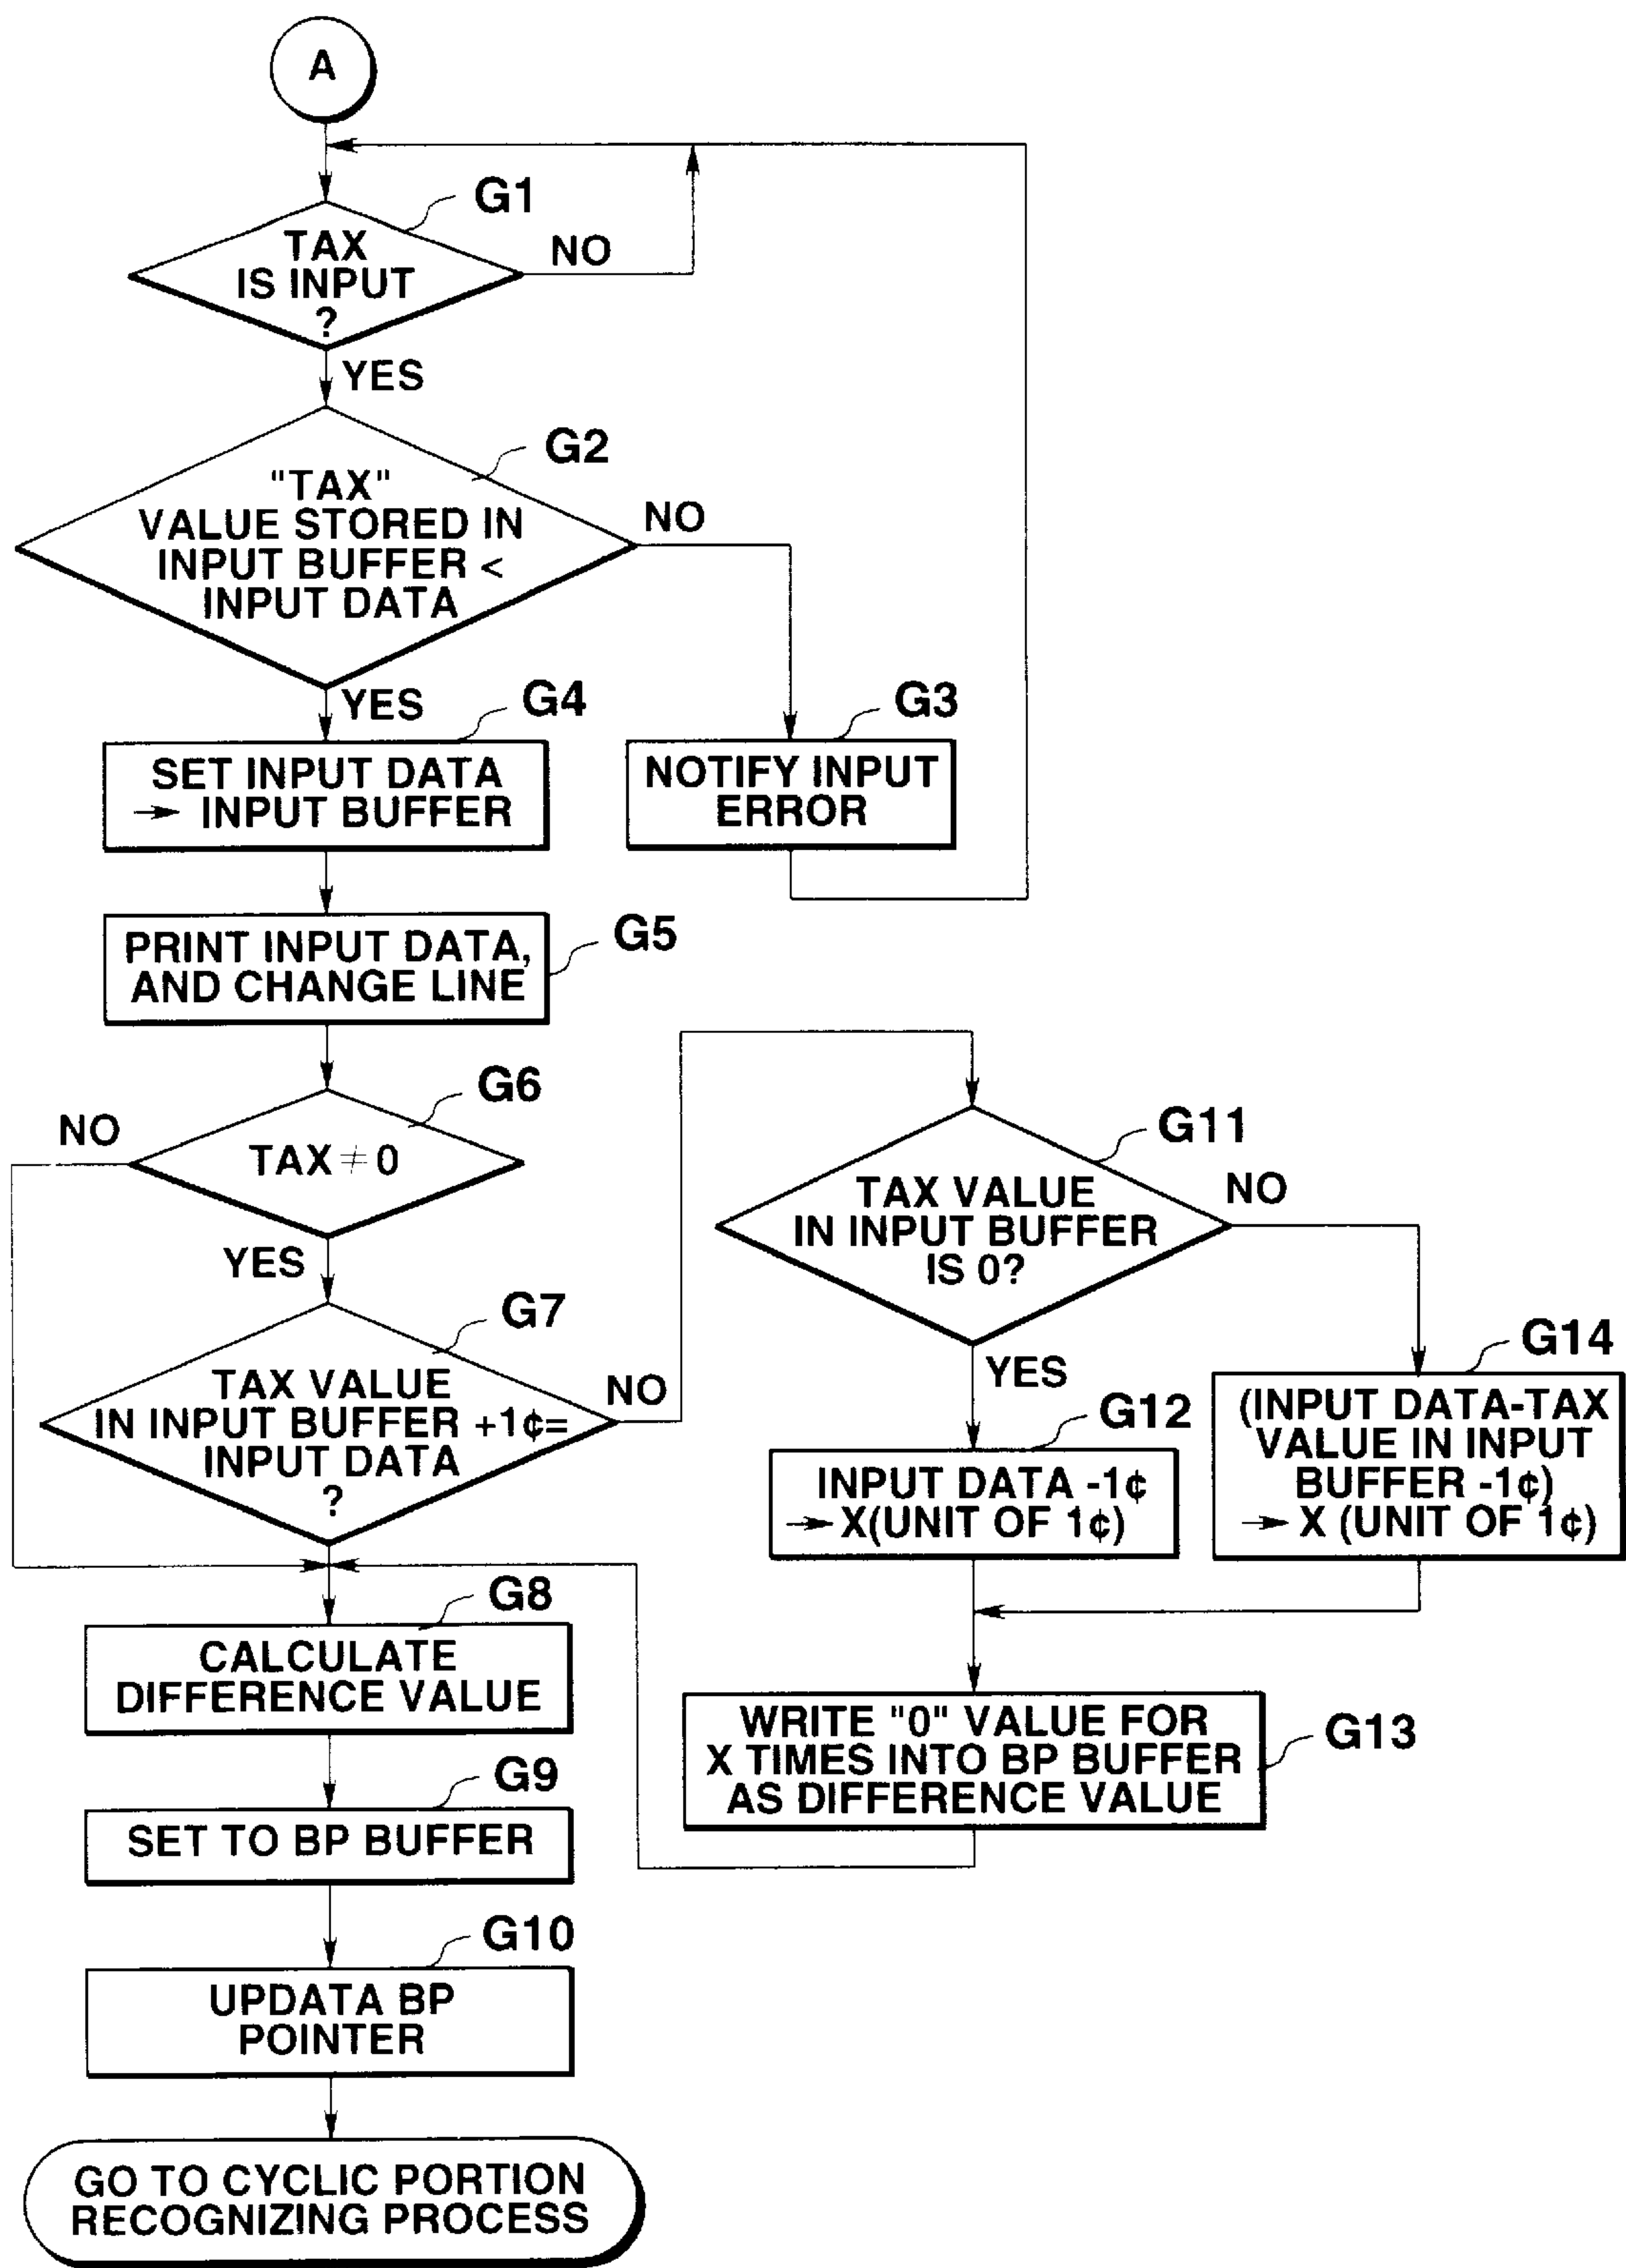 A
G1
TAX
IS INPUT
?
NO
YES
G2
"TAX"
VALUE STORED IN
INPUT BUFFER <
INPUT DATA
NO
YES
G4
SET INPUT DATA
→ INPUT BUFFER
G3
NOTIFY INPUT
ERROR
G5
PRINT INPUT DATA,
AND CHANGE LINE
G6
NO
TAX ≠ 0
YES
G7
TAX VALUE
IN INPUT BUFFER +1¢=
INPUT DATA
?
NO
G11
TAX VALUE
IN INPUT BUFFER
IS 0?
NO
YES
G12
INPUT DATA -1¢
→ X(UNIT OF 1¢)
G14
(INPUT DATA-TAX
VALUE IN INPUT
BUFFER -1¢)
→ X (UNIT OF 1¢)
G8
CALCULATE
DIFFERENCE VALUE
G13
WRITE "0" VALUE FOR
X TIMES INTO BP BUFFER
AS DIFFERENCE VALUE
G9
SET TO BP BUFFER
G10
UPDATA BP
POINTER
GO TO CYCLIC PORTION
RECOGNIZING PROCESS